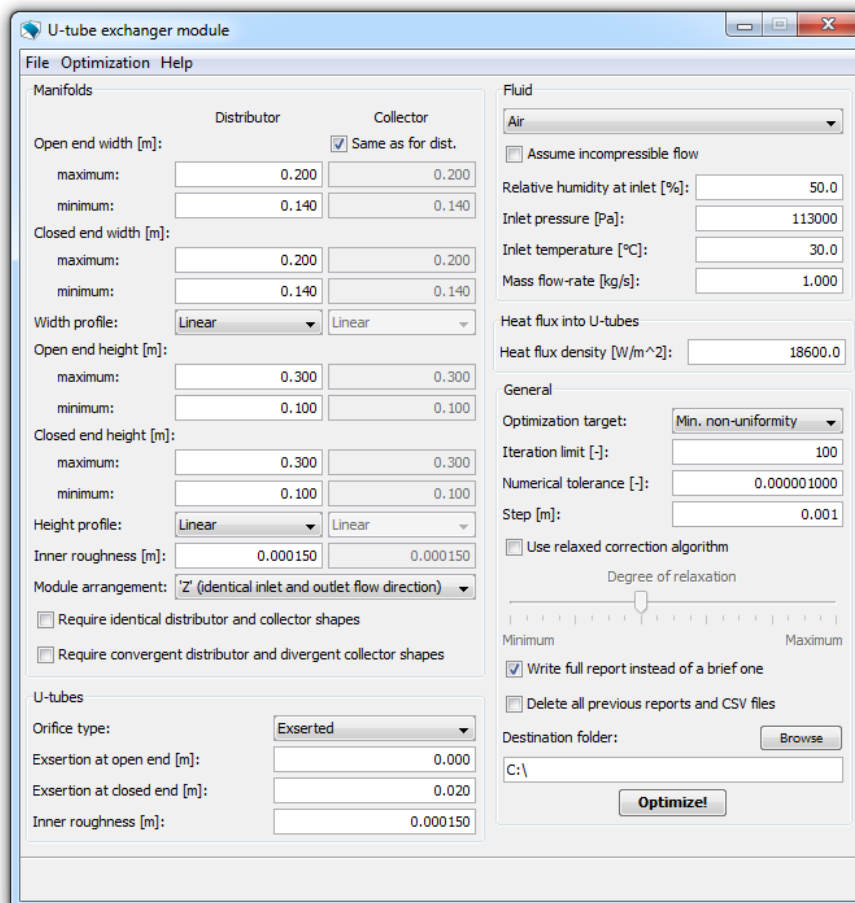 U-tube exchanger module
File Optimization Help
Manifolds
Distributor Collector
Open end width [m]: Same as for dist.
maximum: 0.200 0.200
minimum: 0.140 0.140
Closed end width [m]:
maximum: 0.200 0.200
minimum: 0.140 0.140
Width profile: Linear Linear
Open end height [m]:
maximum: 0.300 0.300
minimum: 0.100 0.100
Closed end height [m]:
maximum: 0.300 0.300
minimum: 0.100 0.100
Height profile: Linear Linear
Inner roughness [m]: 0.000150 0.000150
Module arrangement: 'Z' (identical inlet and outlet flow direction)
Require identical distributor and collector shapes
Require convergent distributor and divergent collector shapes
U-tubes
Orifice type: Exserted
Exsertion at open end [m]: 0.000
Exsertion at closed end [m]: 0.020
Inner roughness [m]: 0.000150
Fluid
Air
Assume incompressible flow
Relative humidity at inlet [%]: 50.0
Inlet pressure [Pa]: 113000
Inlet temperature [°C]: 30.0
Mass flow-rate [kg/s]: 1.000
Heat flux into U-tubes
Heat flux density [W/m^2]: 18600.0
General
Optimization target: Min. non-uniformity
Iteration limit [-]: 100
Numerical tolerance [-]: 0.000001000
Step [m]: 0.001
Use relaxed correction algorithm
Degree of relaxation
Minimum Maximum
Write full report instead of a brief one
Delete all previous reports and CSV files
Destination folder: Browse
C:\
Optimize!